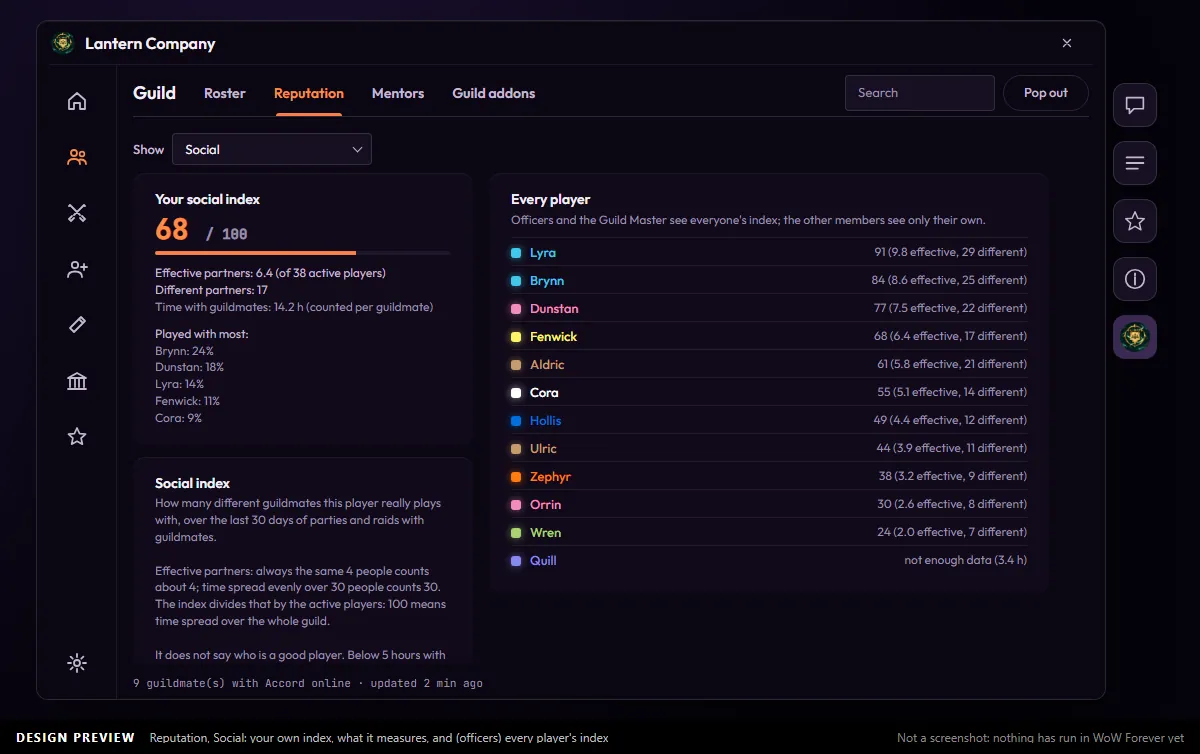 Lantern Company
Guild
Roster
Reputation
Mentors
Guild addons
Search
Pop out
Show
Social
Your social index
68 / 100
Effective partners: 6.4 (of 38 active players)
Different partners: 17
Time with guildmates: 14.2 h (counted per guildmate)
Played with most:
Brynn: 24%
Dunstan: 18%
Lyra: 14%
Fenwick: 11%
Cora: 9%
Social index
How many different guildmates this player really plays
with, over the last 30 days of parties and raids with
guildmates.
Effective partners: always the same 4 people counts
about 4; time spread evenly over 30 people counts 30.
The index divides that by the active players: 100 means
time spread over the whole guild.
It does not say who is a good player. Below 5 hours with
Every player
Officers and the Guild Master see everyone's index; the other members see only their own.
Lyra 91 (9.8 effective, 29 different)
Brynn 84 (8.6 effective, 25 different)
Dunstan 77 (7.5 effective, 22 different)
Fenwick 68 (6.4 effective, 17 different)
Aldric 61 (5.8 effective, 21 different)
Cora 55 (5.1 effective, 14 different)
Hollis 49 (4.4 effective, 12 different)
Ulric 44 (3.9 effective, 11 different)
Zephyr 38 (3.2 effective, 9 different)
Orrin 30 (2.6 effective, 8 different)
Wren 24 (2.0 effective, 7 different)
Quill not enough data (3.4 h)
9 guildmate(s) with Accord online · updated 2 min ago
DESIGN PREVIEW Reputation, Social: your own index, what it measures, and (officers) every player's index
Not a screenshot: nothing has run in WoW Forever yet